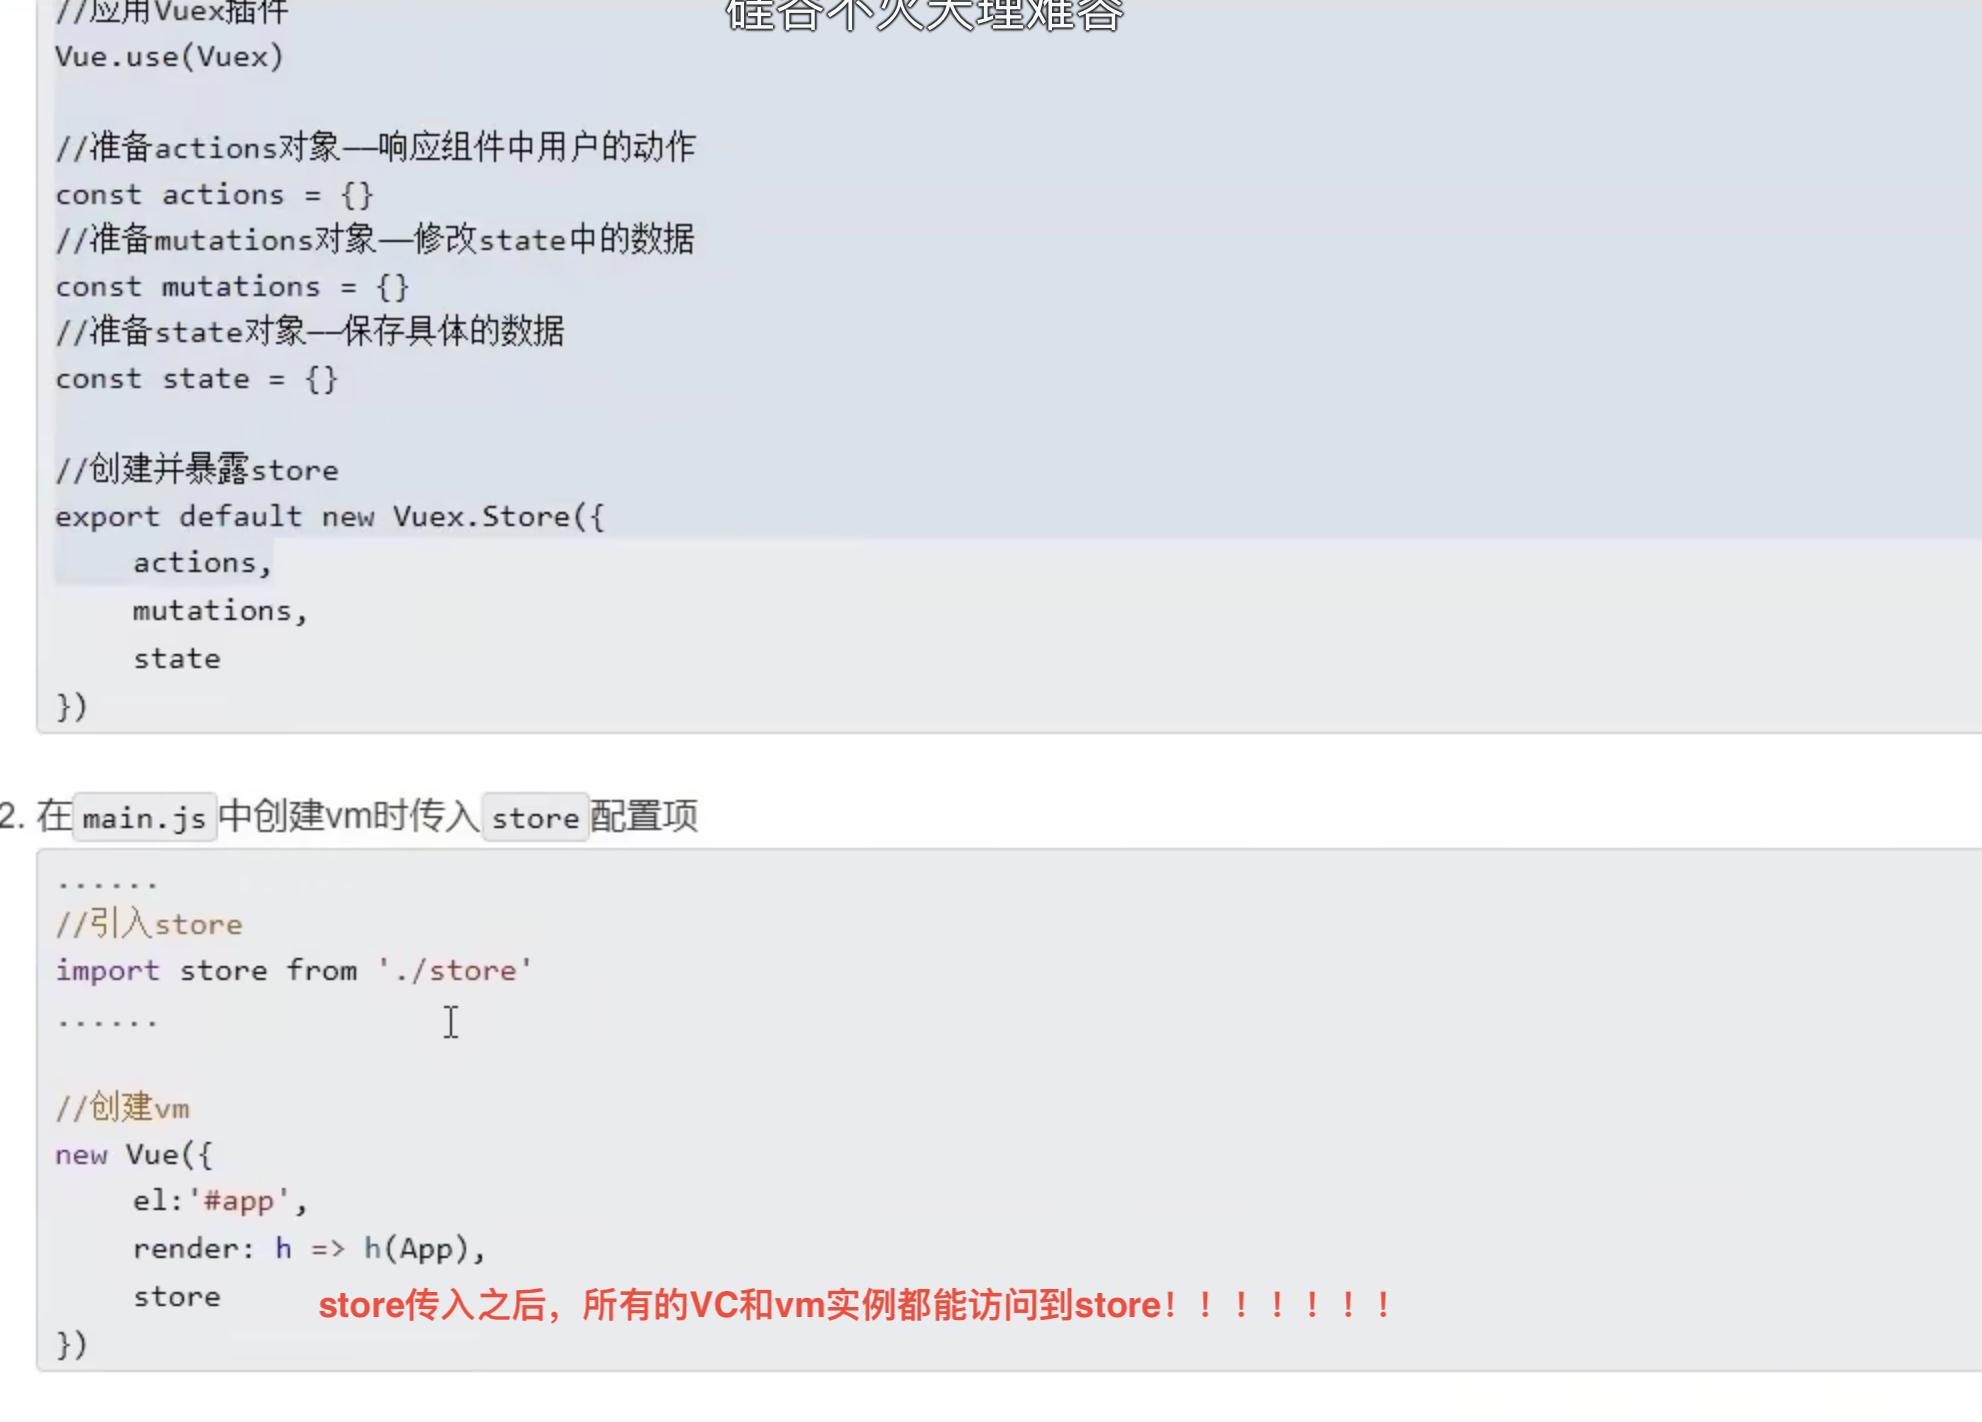 硅谷不火天理难容
//应用Vuex插件
Vue.use(Vuex)
//准备actions对象——响应组件中用户的动作
const actions = {}
//准备mutations对象——修改state中的数据
const mutations = {}
//准备state对象——保存具体的数据
const state = {}
//创建并暴露store
export default new Vuex.Store({
    actions,
    mutations,
    state
})
2. 在main.js中创建vm时传入store配置项
......
//引入store
import store from './store'
......
//创建vm
new Vue({
    el:'#app',
    render: h => h(App),
    store store传入之后，所有的VC和vm实例都能访问到store！！！！！！！
})